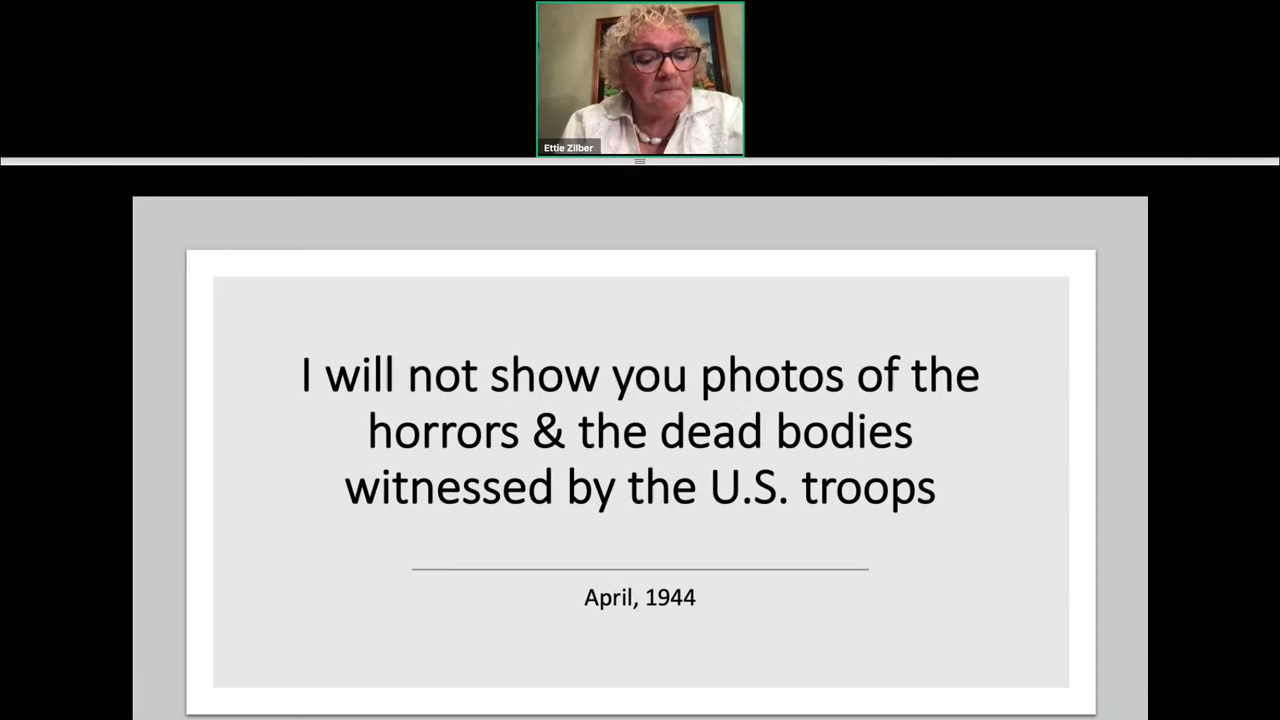 Ettie Zilber
I will not show you photos of the
horrors & the dead bodies
witnessed by the U.S. troops
April, 1944